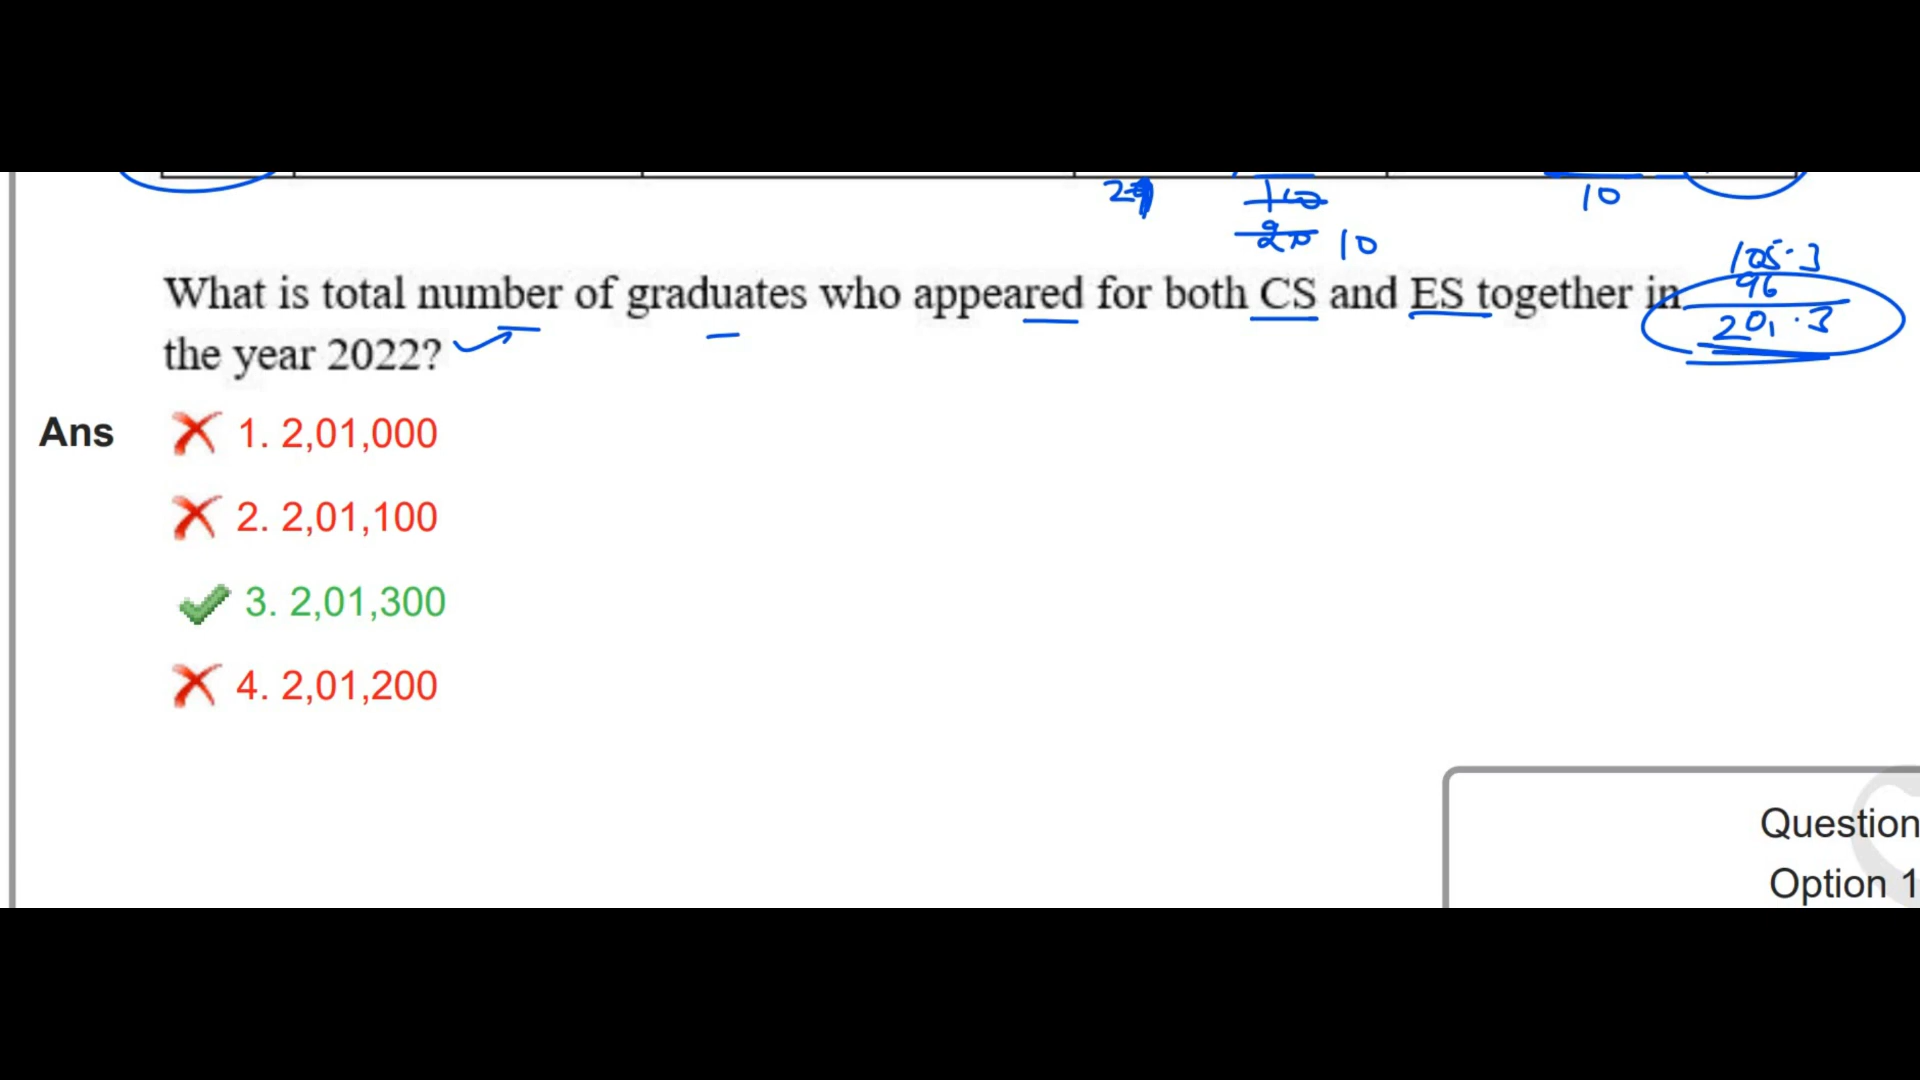 10
10
105.3
96
201.3
What is total number of graduates who appeared for both CS and ES together in
the year 2022?
Ans
1. 2,01,000
2. 2,01,100
3. 2,01,300
4. 2,01,200
Question
Option 1